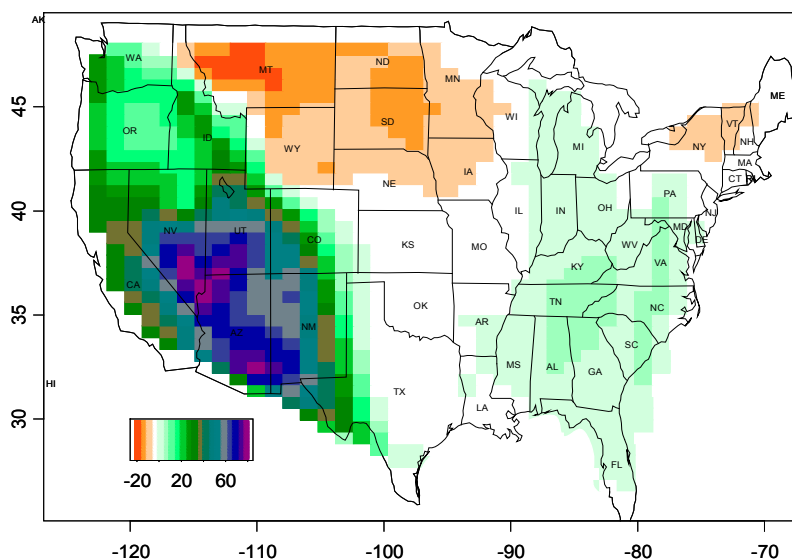 AK
WA
MT
ND
MN
ME
45
OR
ID
SD
WI
VT
NH
WY
MI
NY
MA
IA
CT
RI
NE
PA
40
IL
IN
OH
NJ
NV
UT
CO
KS
MO
WV
MD
DE
CA
KY
VA
35
NM
OK
TN
NC
AR
SC
HI
TX
MS
AL
GA
LA
30
FL
-20
20
60
-120
-110
-100
-90
-80
-70